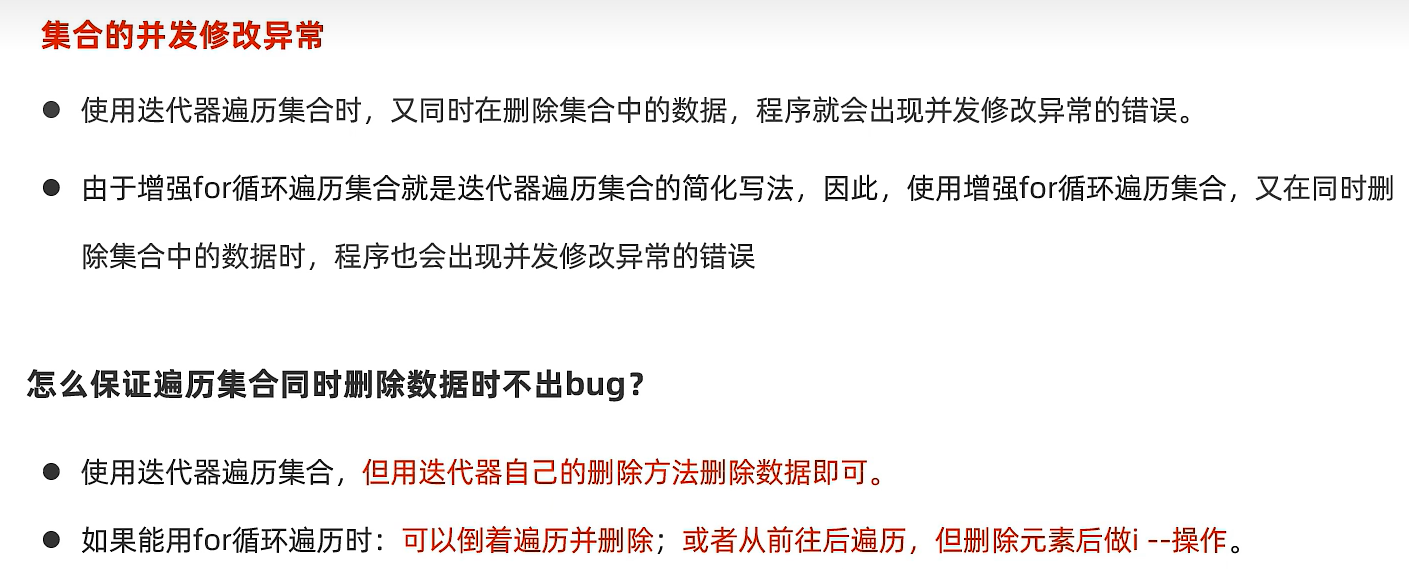 集合的并发修改异常
● 使用迭代器遍历集合时，又同时在删除集合中的数据，程序就会出现并发修改异常的错误。
● 由于增强for循环遍历集合就是迭代器遍历集合的简化写法，因此，使用增强for循环遍历集合，又在同时删
除集合中的数据时，程序也会出现并发修改异常的错误
怎么保证遍历集合同时删除数据时不出bug？
● 使用迭代器遍历集合，但用迭代器自己的删除方法删除数据即可。
● 如果能用for循环遍历时：可以倒着遍历并删除；或者从前往后遍历，但删除元素后做i --操作。